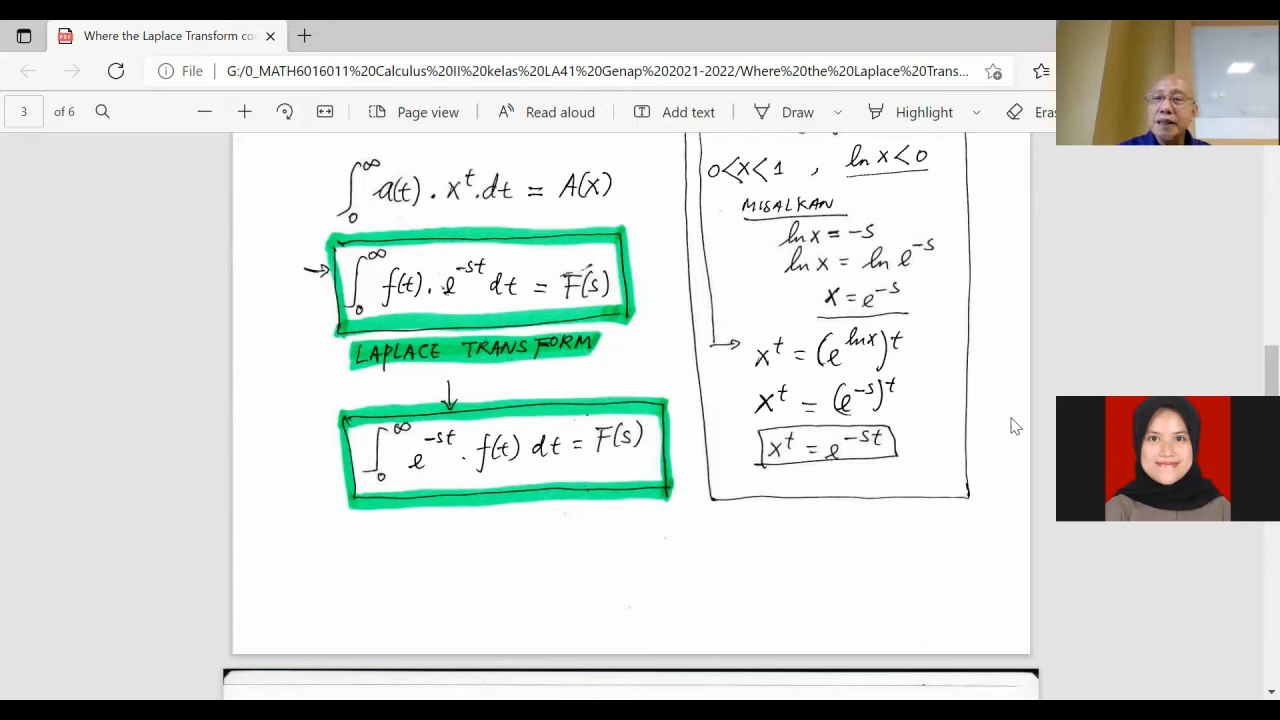 Where the Laplace Transform co
File
G:/0_MATH6016011%20Calculus%20II%20kelas%20LA41%20Genap%202021-2022/Where%20the%20Laplace%20Trans...
3 of 6
Page view
Read aloud
Add text
Draw
Highlight
Eras
∫₀^∞ a(t) . x^t . dt = A(x)
→ ∫₀^∞ f(t) . e^{-st} dt = F(s)
LAPLACE TRANSFORM
↓
∫₀^∞ e^{-st} . f(t) dt = F(s)
0<x<1 , ln x < 0
MISALKAN
ln x = -s
ln x = ln e^{-s}
x = e^{-s}
→ x^t = (e^{ln x})^t
x^t = (e^{-s})^t
x^t = e^{-st}